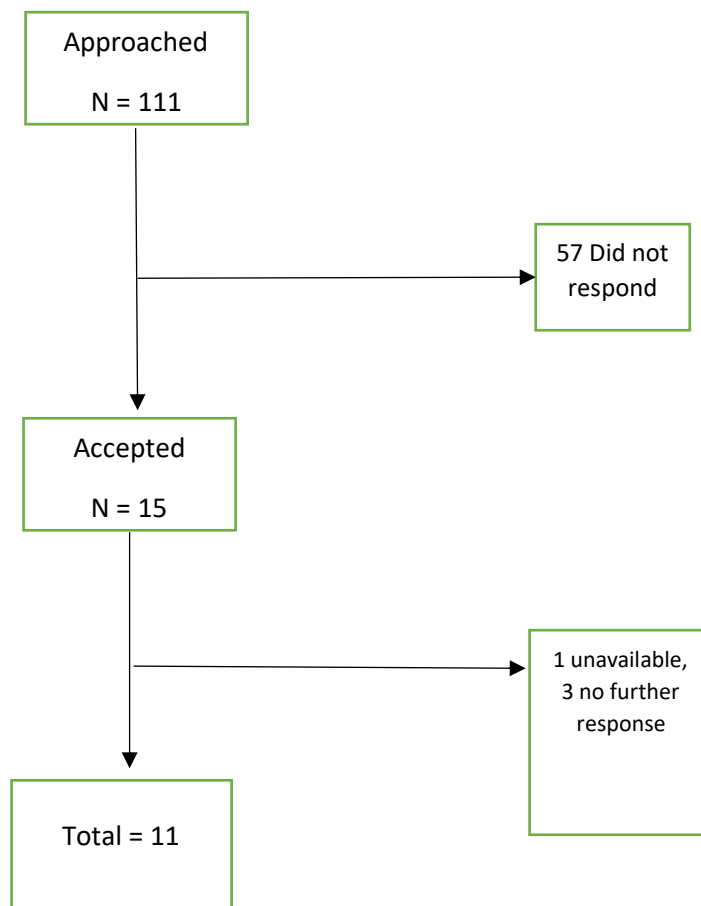 Approached
N = 111
57 Did not
respond
Accepted
N = 15
1 unavailable,
3 no further
response
Total = 11